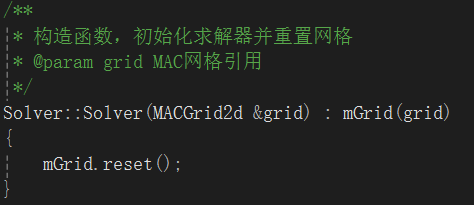 /**
* 构造函数，初始化求解器并重置网格
* @param grid MAC网格引用
*/
Solver::Solver(MACGrid2d &grid) : mGrid(grid)
{
    mGrid.reset();
}